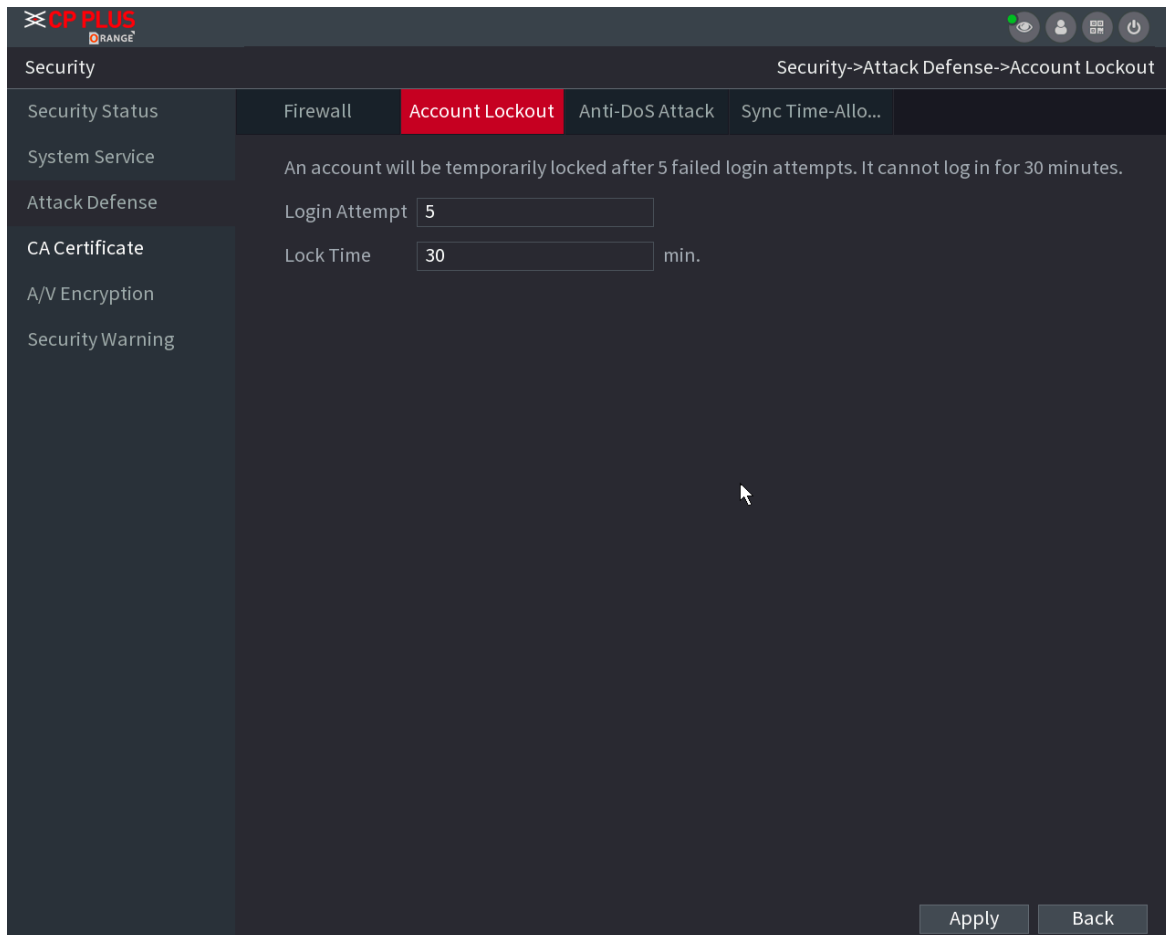 CP PLUS
ORANGE
Security
Security->Attack Defense->Account Lockout
Security Status
System Service
Attack Defense
CA Certificate
A/V Encryption
Security Warning
Firewall
Account Lockout
Anti-DoS Attack
Sync Time-Allo...
An account will be temporarily locked after 5 failed login attempts. It cannot log in for 30 minutes.
Login Attempt 5
Lock Time 30 min.
Apply
Back